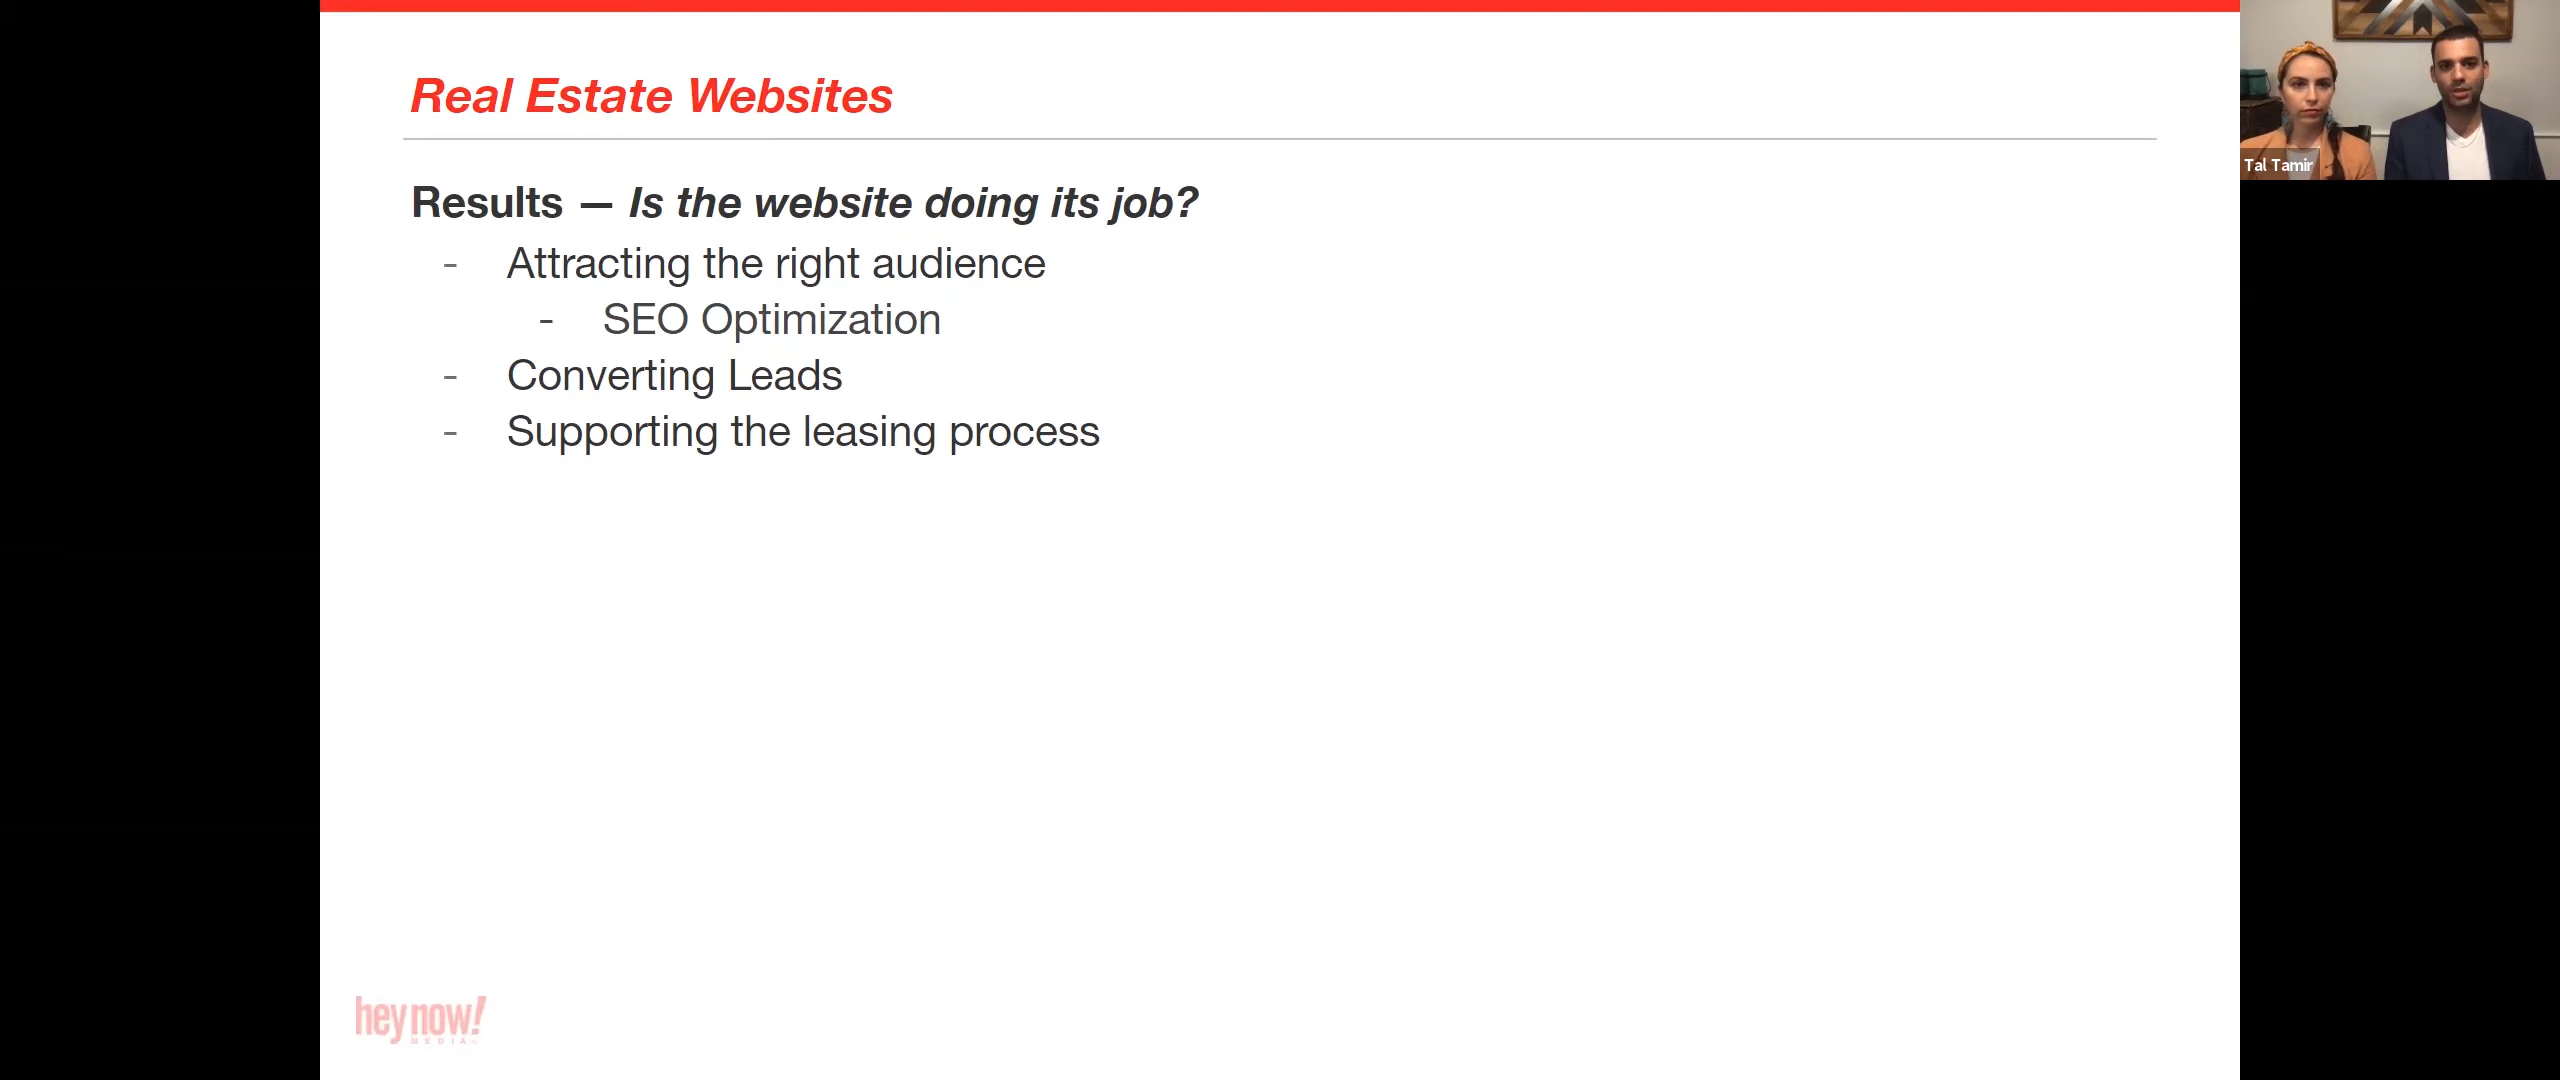 Real Estate Websites
Results — Is the website doing its job?
- Attracting the right audience
- SEO Optimization
- Converting Leads
- Supporting the leasing process
hey now!
MEDIA
Tal Tamir